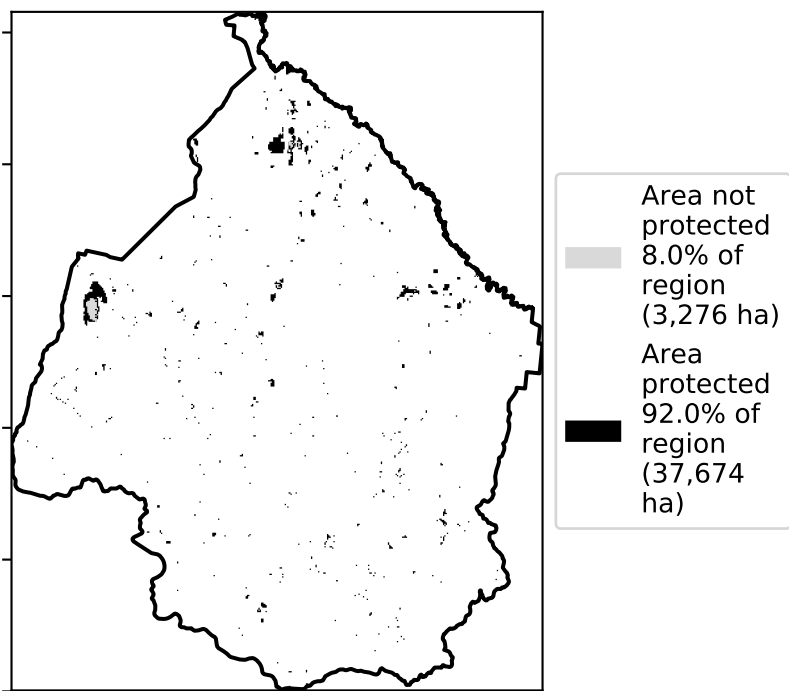 Area not
protected
8.0% of
region
(3,276 ha)
Area
protected
92.0% of
region
(37,674
ha)